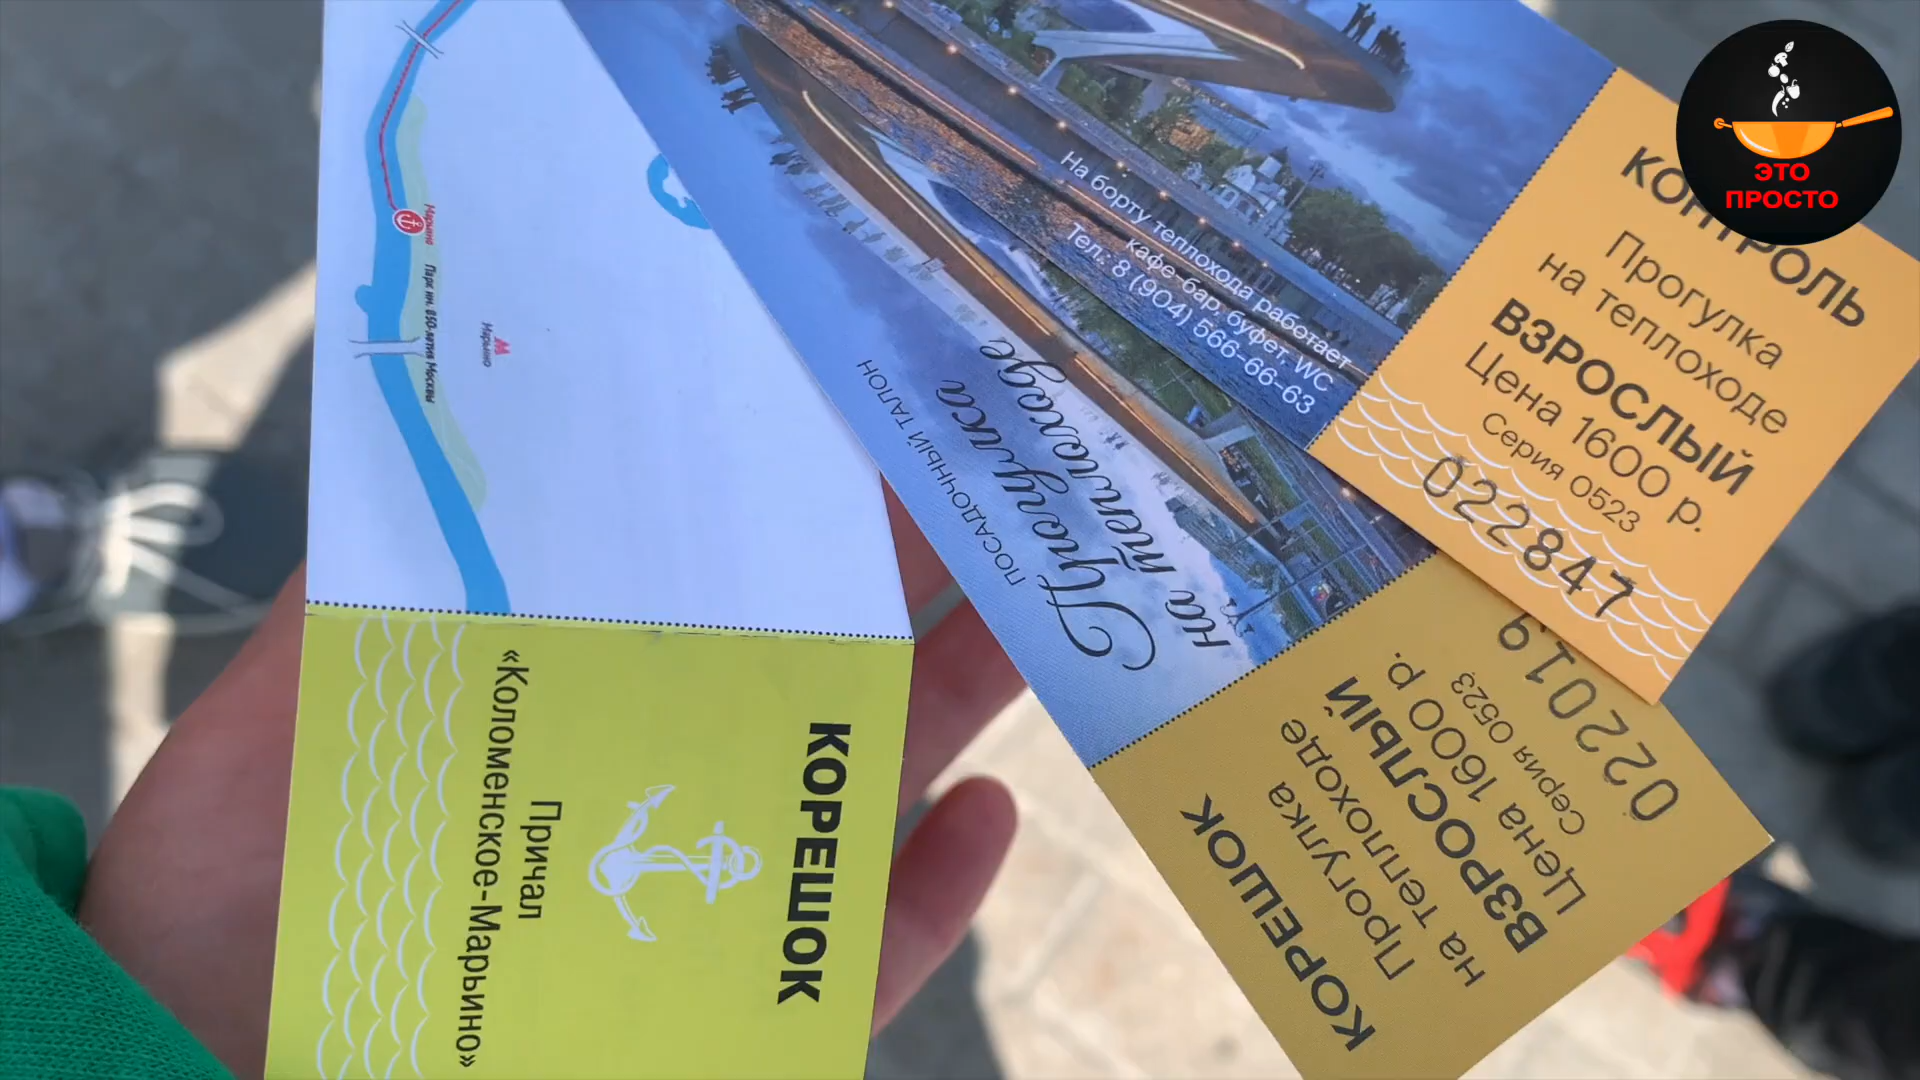 Марьино
Парк им. 850-летия Москвы
Марьино
КОРЕШОК
Причал
«Коломенское-Марьино»
ПОСАДОЧНЫЙ ТАЛОН
Прогулка
на теплоходе
КОРЕШОК
Прогулка
на теплоходе
ВЗРОСЛЫЙ
Цена 1600 р.
Серия 0523
На борту теплохода работает
кафе-бар, буфет, WC
Тел.: 8 (904) 566-66-63
КОНТРОЛЬ
Прогулка
на теплоходе
ВЗРОСЛЫЙ
Цена 1600 р.
Серия 0523
022847
ЭТО
ПРОСТО